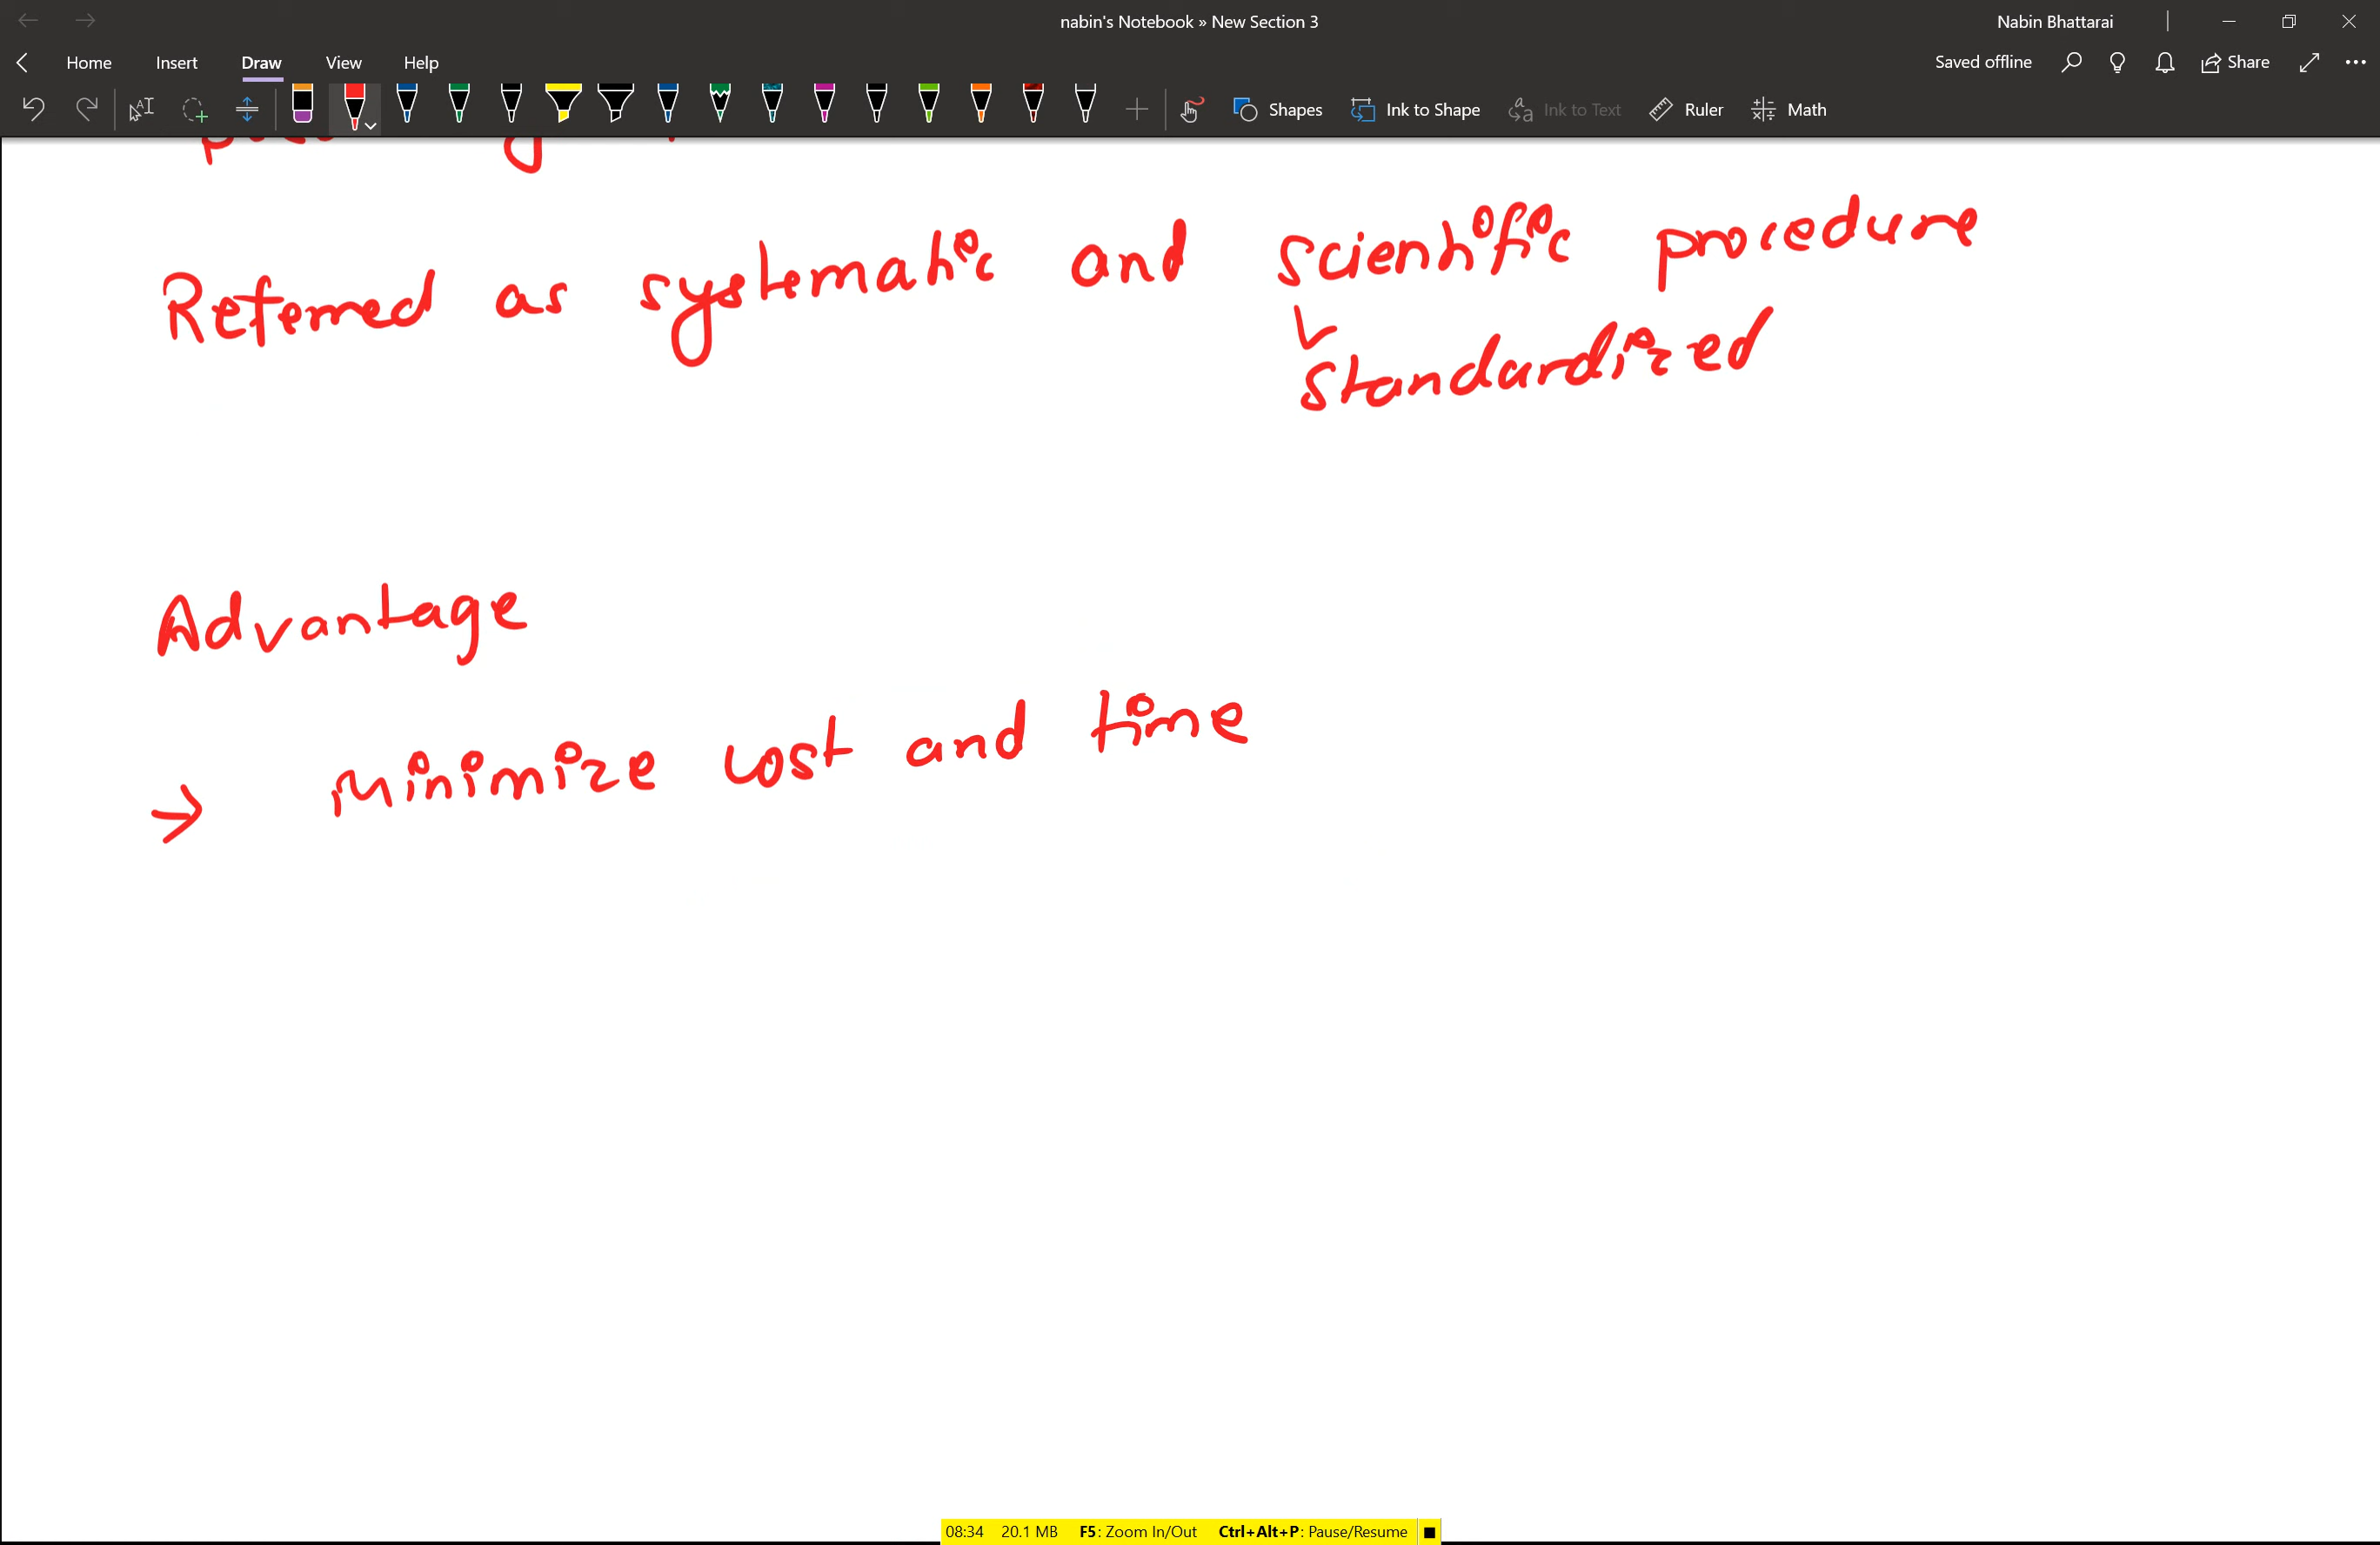 nabin's Notebook » New Section 3
Nabin Bhattarai
Home Insert Draw View Help
Saved offline
Share
Shapes Ink to Shape Ink to Text Ruler Math
Referred as systematic and scientific procedure
standardized
Advantage
→ Minimize cost and time
08:34 20.1 MB F5: Zoom In/Out Ctrl+Alt+P: Pause/Resume